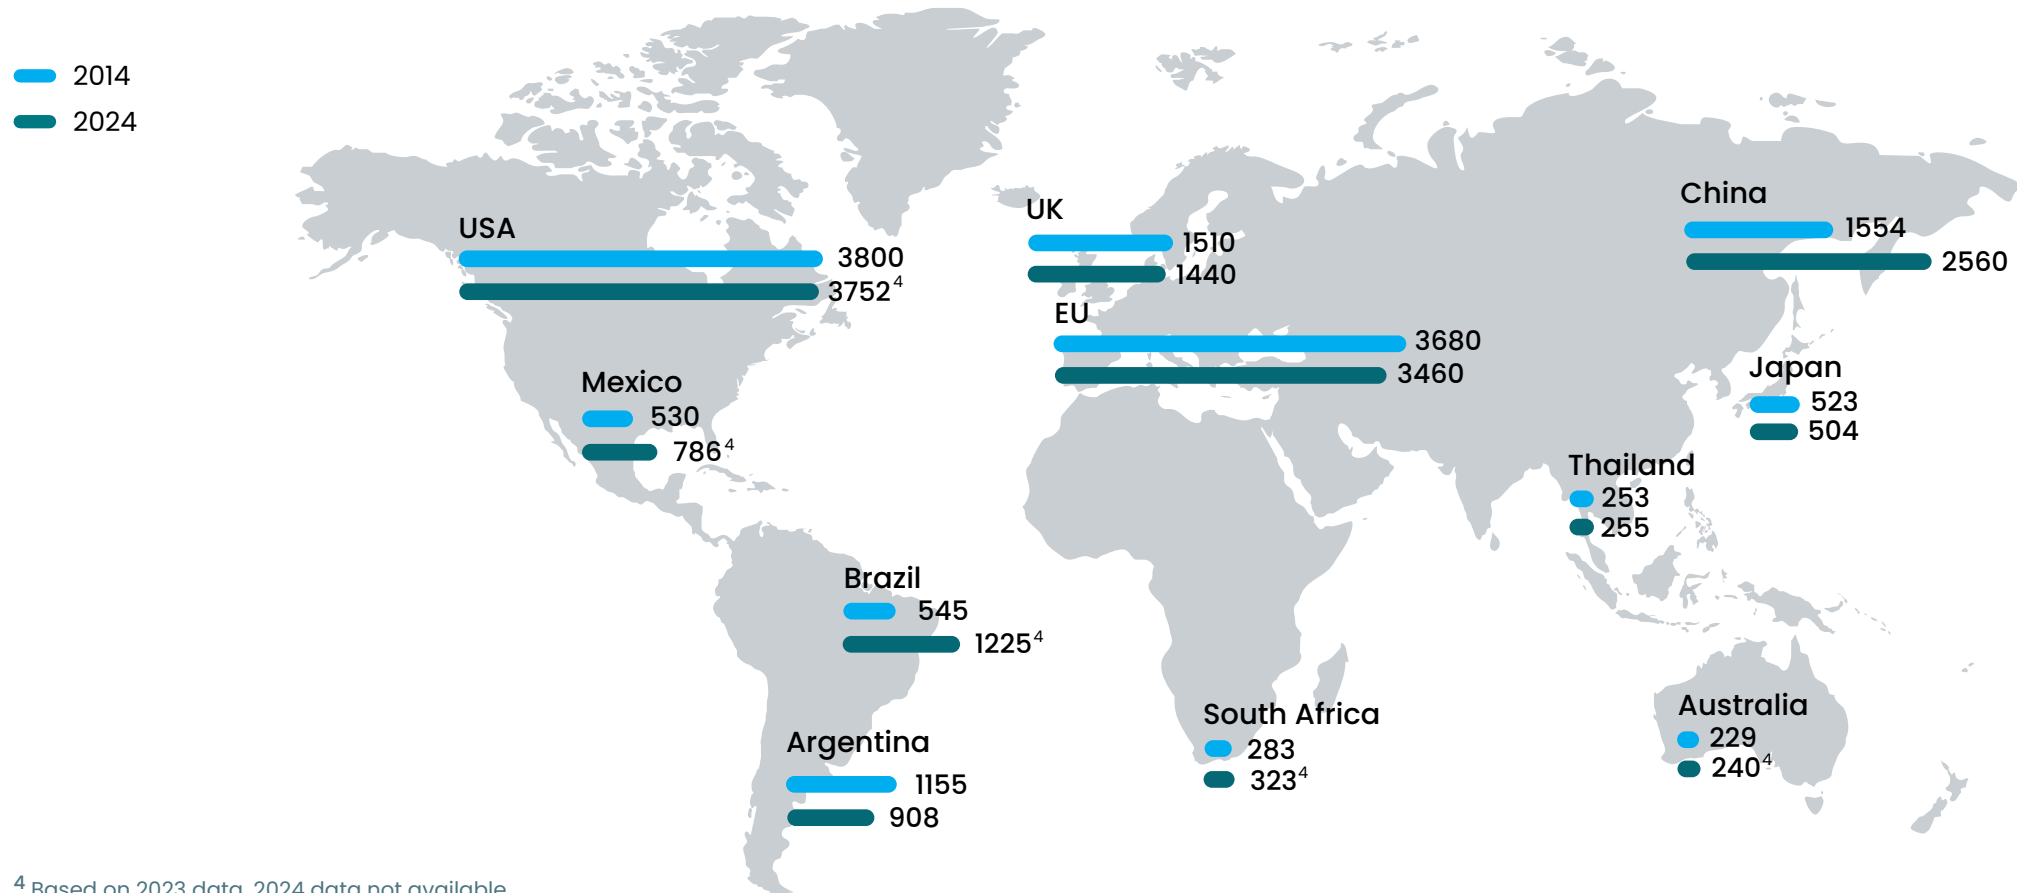 2014
2024
USA
3800
3752⁴
Mexico
530
786⁴
Brazil
545
1225⁴
Argentina
1155
908
UK
1510
1440
EU
3680
3460
South Africa
283
323⁴
China
1554
2560
Japan
523
504
Thailand
253
255
Australia
229
240⁴
⁴ Based on 2023 data, 2024 data not available